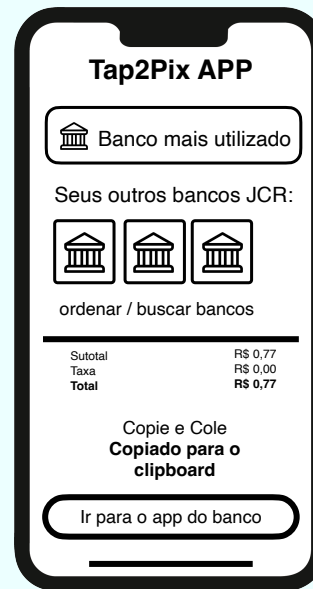 Tap2Pix APP
Banco mais utilizado
Seus outros bancos JCR:
ordenar / buscar bancos
Sutotal R$ 0,77
Taxa R$ 0,00
Total R$ 0,77
Copie e Cole
Copiado para o
clipboard
Ir para o app do banco